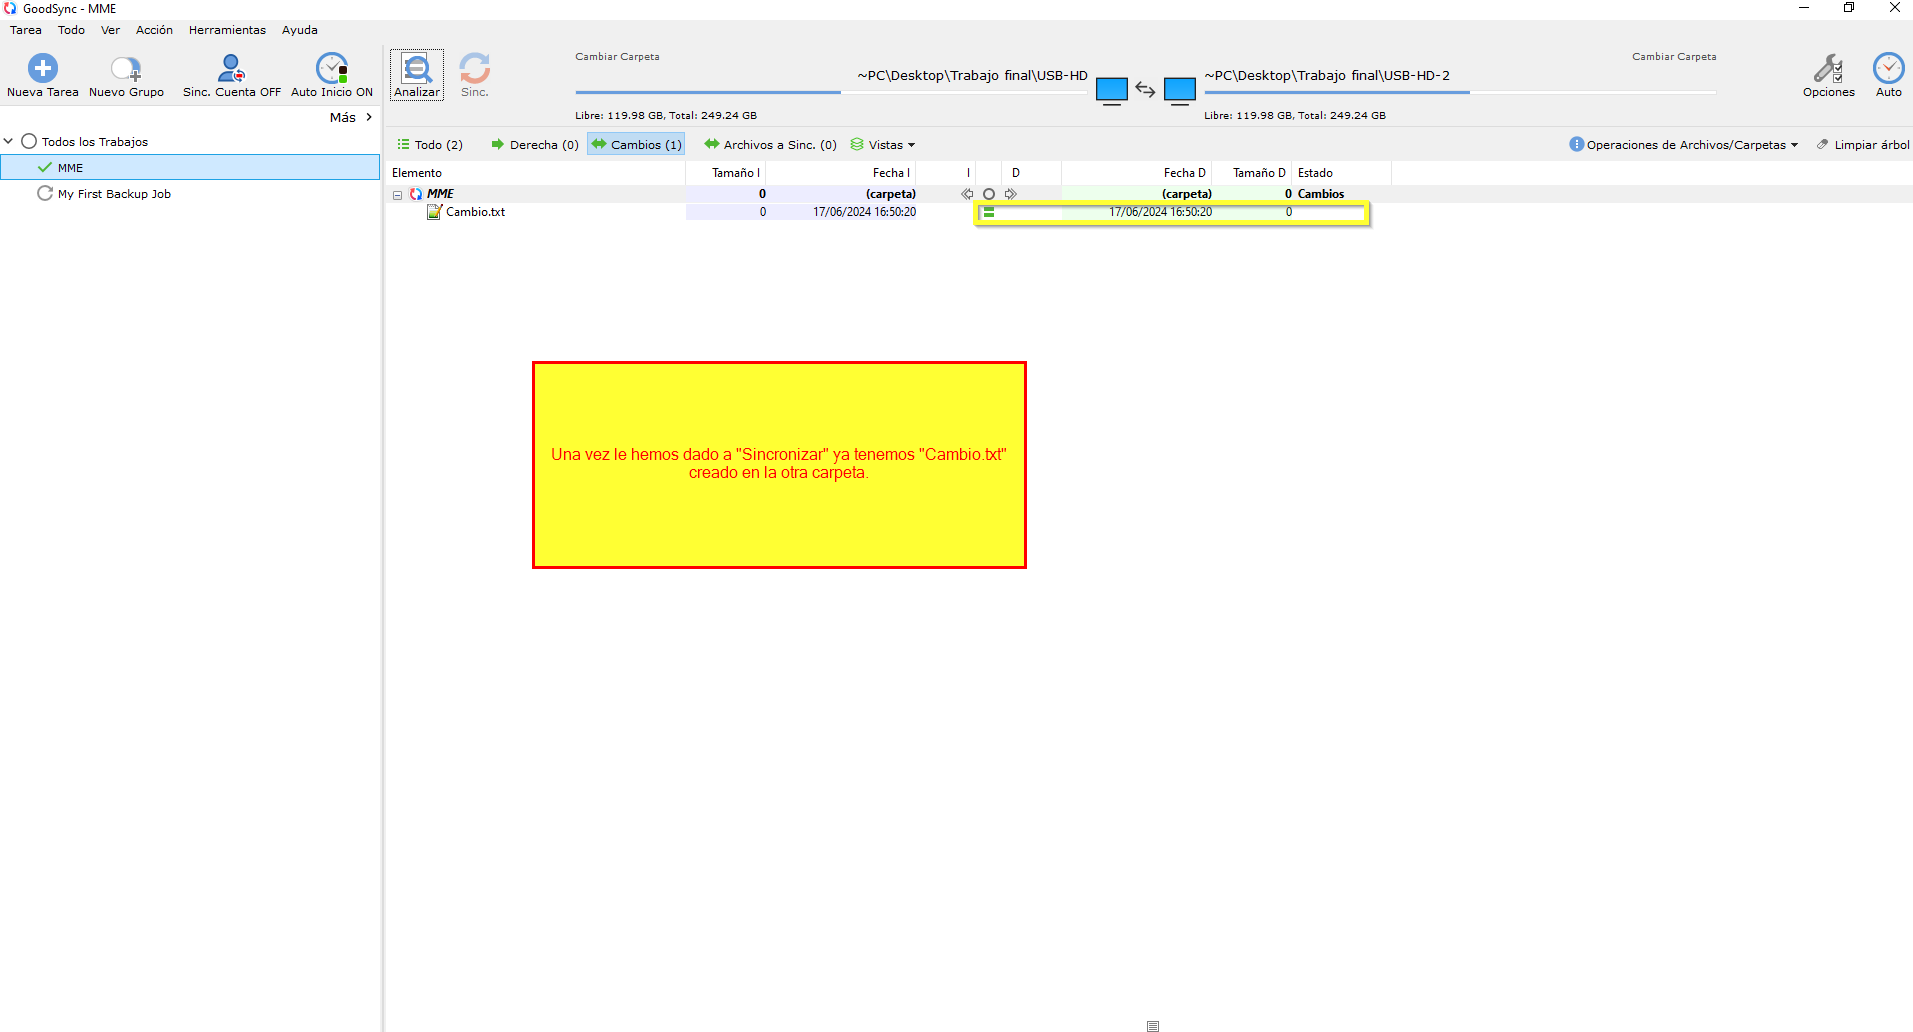 GoodSync - MME
Tarea Todo Ver Acción Herramientas Ayuda
Nueva Tarea Nuevo Grupo Sinc. Cuenta OFF Auto Inicio ON
Más >
Todos los Trabajos
MME
My First Backup Job
Analizar Sinc.
Cambiar Carpeta
~PC\Desktop\Trabajo final\USB-HD
Libre: 119.98 GB, Total: 249.24 GB
Cambiar Carpeta
~PC\Desktop\Trabajo final\USB-HD-2
Libre: 119.98 GB, Total: 249.24 GB
Opciones Auto
Todo (2) Derecha (0) Cambios (1) Archivos a Sinc. (0) Vistas Operaciones de Archivos/Carpetas Limpiar árbol
Elemento Tamaño I Fecha I I D Fecha D Tamaño D Estado
MME 0 (carpeta) (carpeta) 0 Cambios
Cambio.txt 0 17/06/2024 16:50:20 17/06/2024 16:50:20 0
Una vez le hemos dado a "Sincronizar" ya tenemos "Cambio.txt"
creado en la otra carpeta.